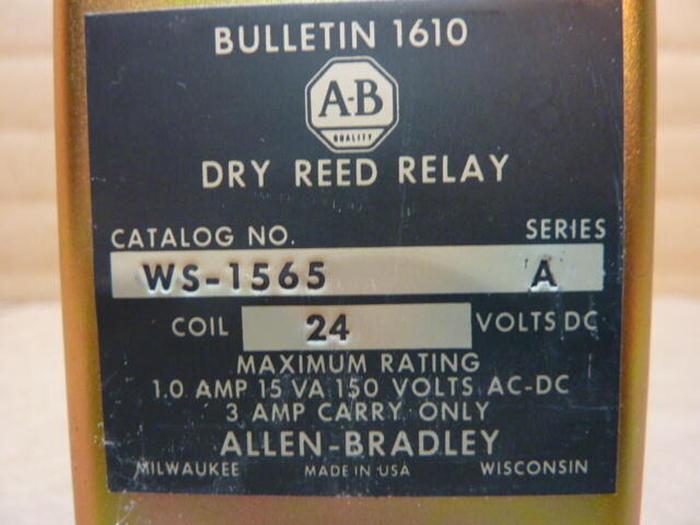 BULLETIN 1610
A-B
QUALITY
DRY REED RELAY
CATALOG NO. SERIES
WS-1565 A
COIL 24 VOLTS DC
MAXIMUM RATING
1.0 AMP 15 VA 150 VOLTS AC-DC
3 AMP CARRY ONLY
ALLEN-BRADLEY
MILWAUKEE MADE IN USA WISCONSIN